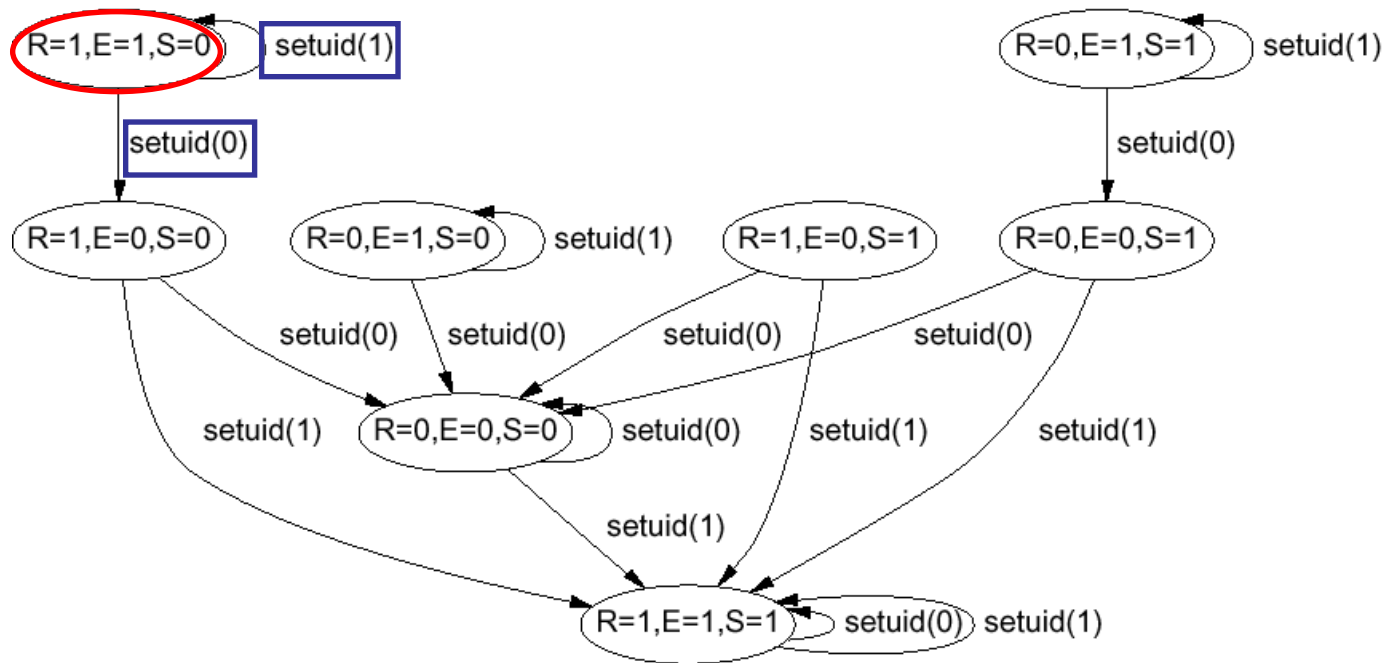 R=1,E=1,S=0
setuid(1)
R=0,E=1,S=1
setuid(1)
setuid(0)
setuid(0)
R=1,E=0,S=0
R=0,E=1,S=0
setuid(1)
R=1,E=0,S=1
R=0,E=0,S=1
setuid(0)
setuid(0)
setuid(0)
setuid(0)
setuid(1)
R=0,E=0,S=0
setuid(0)
setuid(1)
setuid(1)
setuid(1)
R=1,E=1,S=1
setuid(0)
setuid(1)